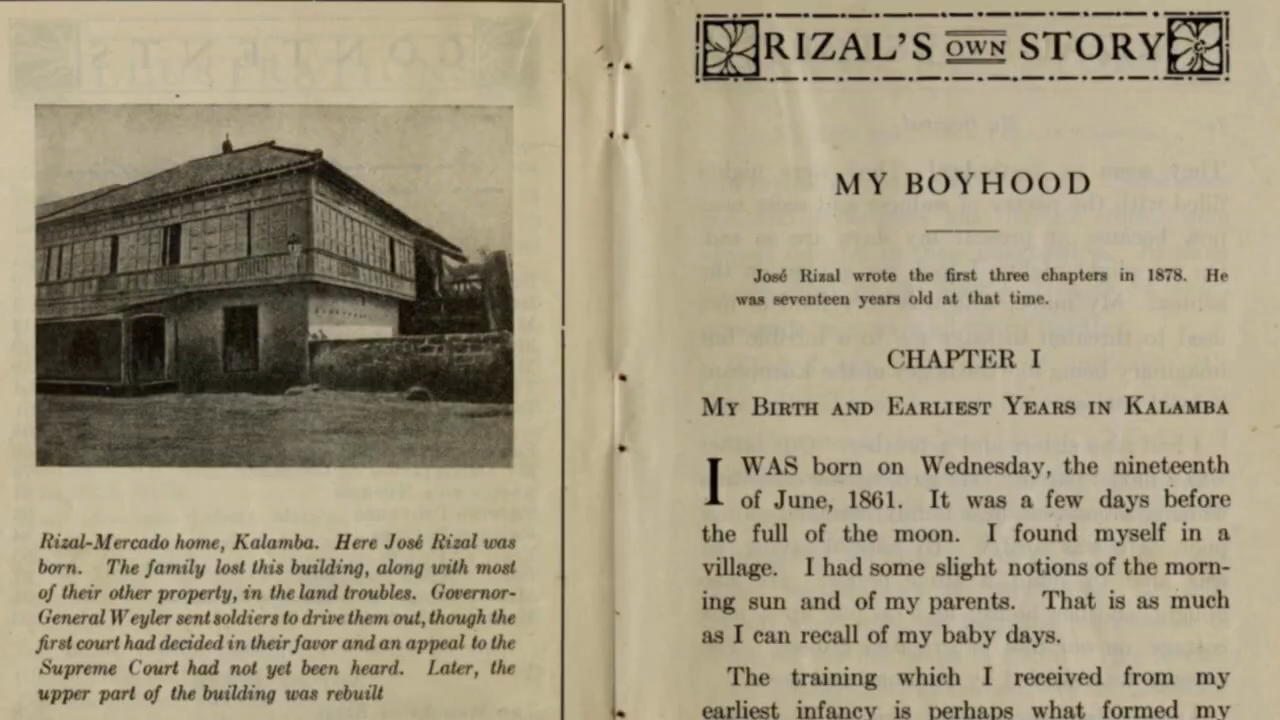 Rizal-Mercado home, Kalamba. Here José Rizal was
born. The family lost this building, along with most
of their other property, in the land troubles. Governor-
General Weyler sent soldiers to drive them out, though the
first court had decided in their favor and an appeal to the
Supreme Court had not yet been heard. Later, the
upper part of the building was rebuilt
RIZAL'S OWN STORY
MY BOYHOOD
José Rizal wrote the first three chapters in 1878. He
was seventeen years old at that time.
CHAPTER I
MY BIRTH AND EARLIEST YEARS IN KALAMBA
I WAS born on Wednesday, the nineteenth
of June, 1861. It was a few days before
the full of the moon. I found myself in a
village. I had some slight notions of the morn-
ing sun and of my parents. That is as much
as I can recall of my baby days.
The training which I received from my
earliest infancy is perhaps what formed my